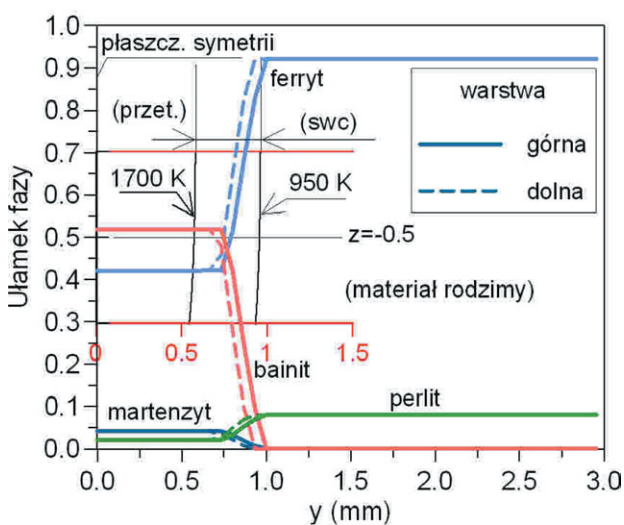 1.0
0.9
0.8
0.7
0.6
0.5
0.4
0.3
0.2
0.1
0.0
Ułamek fazy
płaszcz. symetrii
ferryt
(przet.)
(swc)
1700 K
950 K
z=-0.5
warstwa
górna
dolna
(materiał rodzimy)
0
0.5
1
1.5
bainit
martenzyt
perlit
0.0
0.5
1.0
1.5
2.0
2.5
3.0
y (mm)